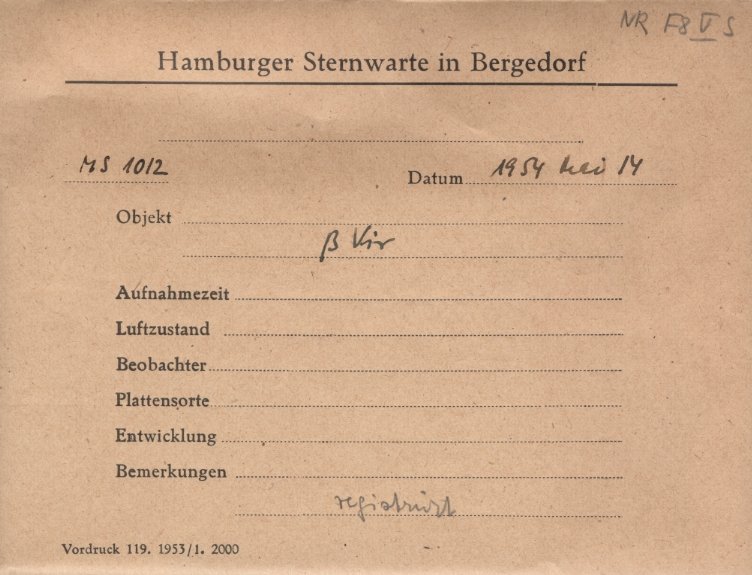 NR F8 V S
Hamburger Sternwarte in Bergedorf
MS 1012
Datum 1954 Mai 14
Objekt
β Vir
Aufnahmezeit
Luftzustand
Beobachter
Plattensorte
Entwicklung
Bemerkungen
registriert
Vordruck 119. 1953/1. 2000